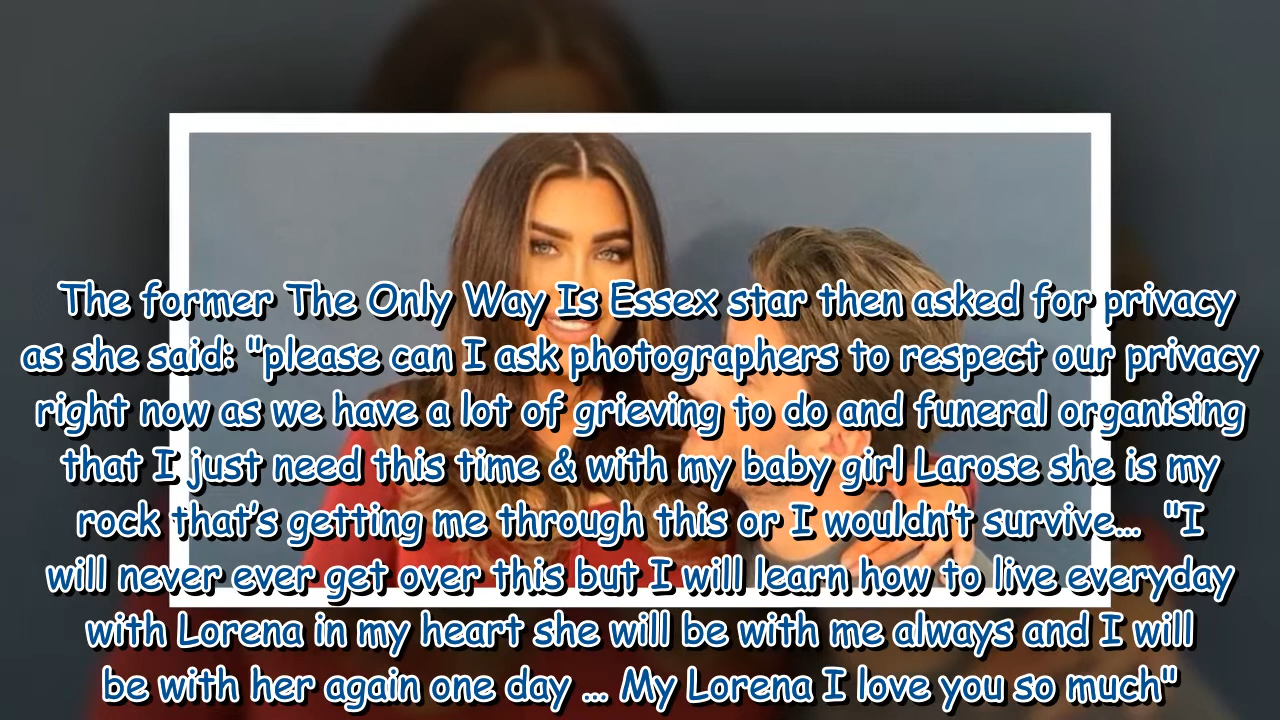 The former The Only Way Is Essex star then asked for privacy
as she said: "please can I ask photographers to respect our privacy
right now as we have a lot of grieving to do and funeral organising
that I just need this time & with my baby girl Larose she is my
rock that’s getting me through this or I wouldn’t survive...  "I
will never ever get over this but I will learn how to live everyday
with Lorena in my heart she will be with me always and I will
be with her again one day ... My Lorena I love you so much"